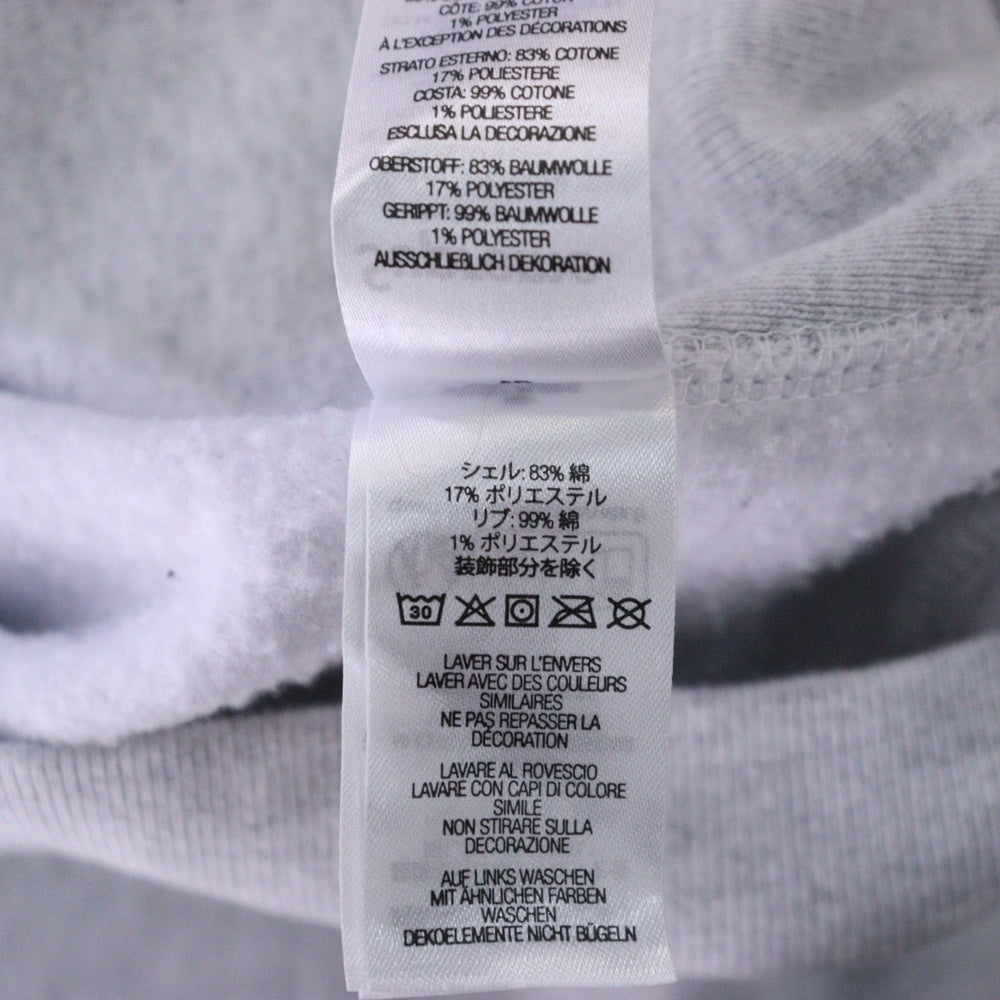 CÔTE: 99% COTON
1% POLYESTER
À L'EXCEPTION DES DÉCORATIONS
STRATO ESTERNO: 83% COTONE
17% POLIESTERE
COSTA: 99% COTONE
1% POLIESTERE
ESCLUSA LA DECORAZIONE
OBERSTOFF: 83% BAUMWOLLE
17% POLYESTER
GERIPPT: 99% BAUMWOLLE
1% POLYESTER
AUSSCHLIEßLICH DEKORATION
シェル: 83% 綿
17% ポリエステル
リブ: 99% 綿
1% ポリエステル
装飾部分を除く
30
LAVER SUR L'ENVERS
LAVER AVEC DES COULEURS
SIMILAIRES
NE PAS REPASSER LA
DÉCORATION
LAVARE AL ROVESCIO
LAVARE CON CAPI DI COLORE
SIMILE
NON STIRARE SULLA
DECORAZIONE
AUF LINKS WASCHEN
MIT ÄHNLICHEN FARBEN
WASCHEN
DEKOELEMENTE NICHT BÜGELN